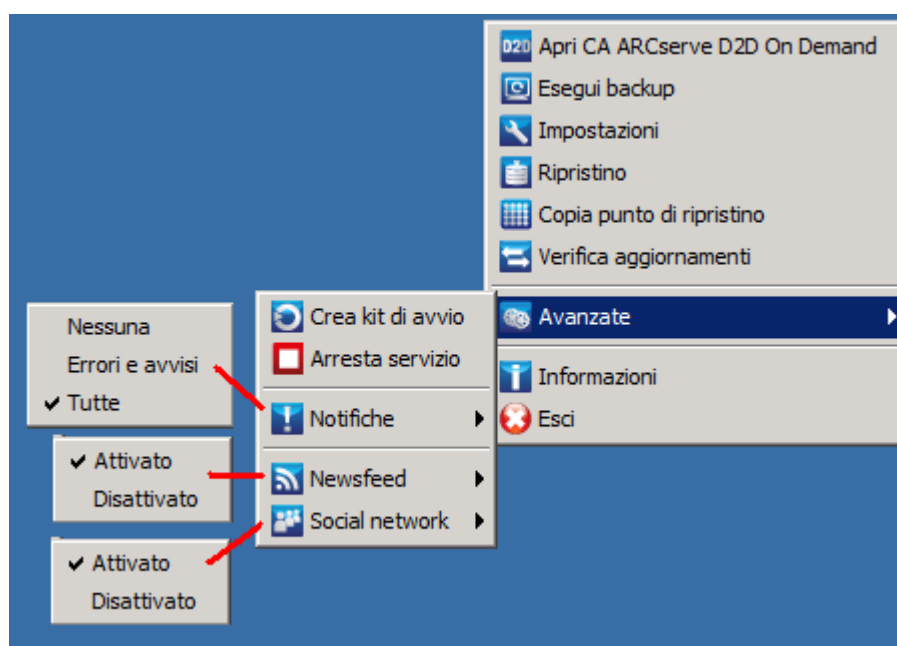 D2D Apri CA ARCserve D2D On Demand
Esegui backup
Impostazioni
Ripristino
Copia punto di ripristino
Verifica aggiornamenti
Avanzate
Informazioni
Esci
Crea kit di avvio
Arresta servizio
Notifiche
Newsfeed
Social network
Nessuna
Errori e avvisi
Tutte
Attivato
Disattivato
Attivato
Disattivato